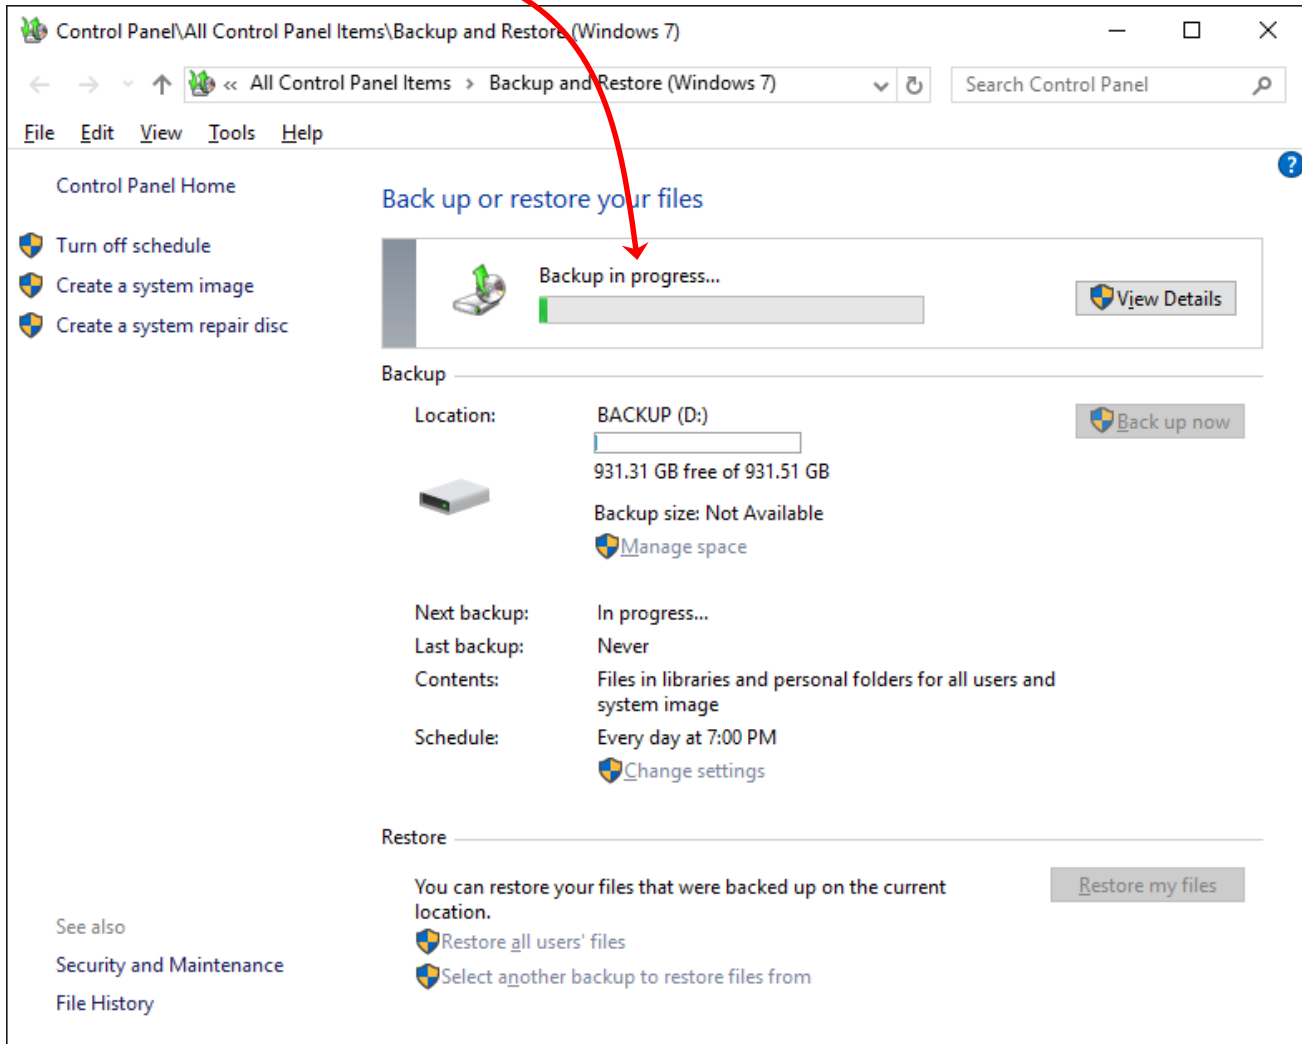 Control Panel\All Control Panel Items\Backup and Restore (Windows 7)
« All Control Panel Items > Backup and Restore (Windows 7)
Search Control Panel
File Edit View Tools Help
?
Control Panel Home
Turn off schedule
Create a system image
Create a system repair disc
Back up or restore your files
Backup in progress...
View Details
Backup
Location:
BACKUP (D:)
Back up now
931.31 GB free of 931.51 GB
Backup size: Not Available
Manage space
Next backup: In progress...
Last backup: Never
Contents: Files in libraries and personal folders for all users and
system image
Schedule: Every day at 7:00 PM
Change settings
Restore
You can restore your files that were backed up on the current
location.
Restore my files
Restore all users' files
Select another backup to restore files from
See also
Security and Maintenance
File History